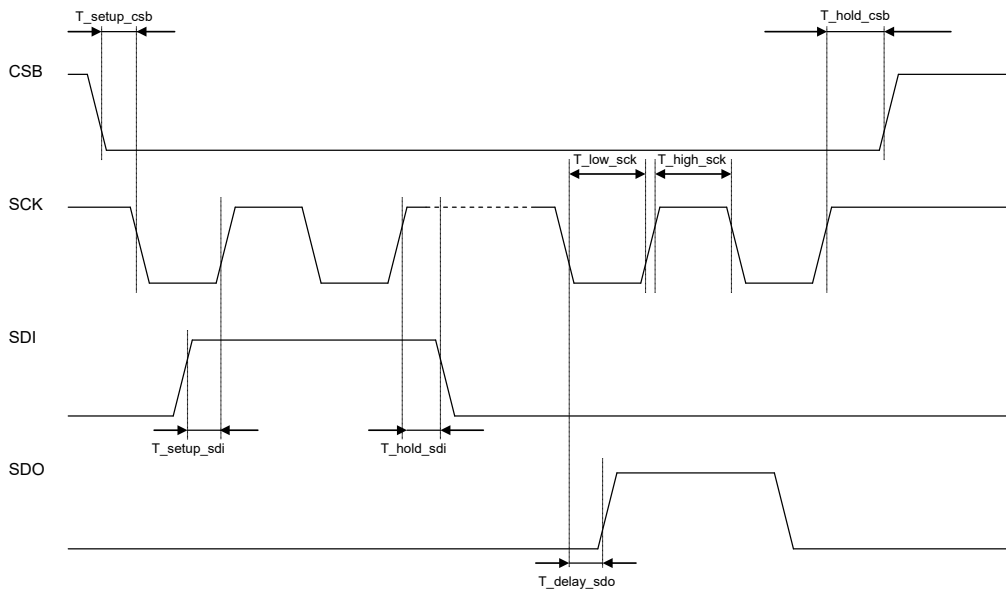 T_setup_csb
T_hold_csb
CSB
T_low_sck
T_high_sck
SCK
SDI
T_setup_sdi
T_hold_sdi
SDO
T_delay_sdo